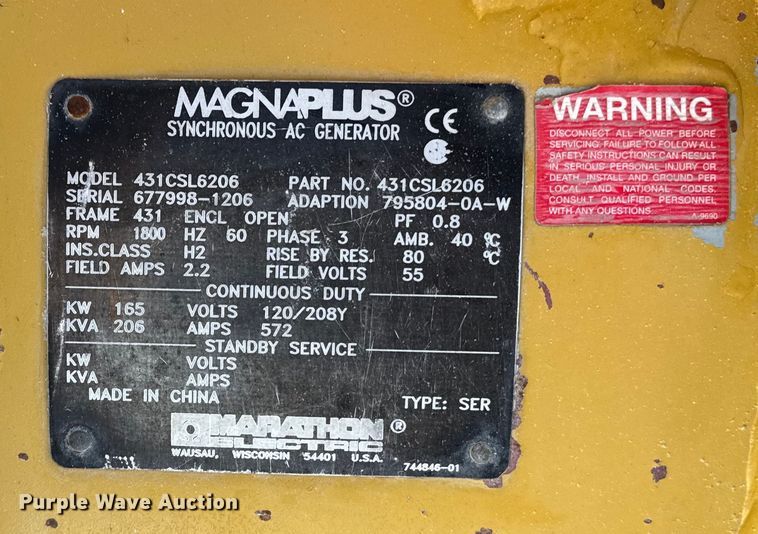 MAGNAPLUS®
SYNCHRONOUS AC GENERATOR
CE
MODEL 431CSL6206 PART NO. 431CSL6206
SERIAL 677998-1206 ADAPTION 795804-0A-W
FRAME 431 ENCL OPEN PF 0.8
RPM 1800 HZ 60 PHASE 3 AMB. 40 °C
INS.CLASS H2 RISE BY RES. 80 °C
FIELD AMPS 2.2 FIELD VOLTS 55
CONTINUOUS DUTY
KW 165 VOLTS 120/208Y
KVA 206 AMPS 572
STANDBY SERVICE
KW VOLTS
KVA AMPS
MADE IN CHINA TYPE: SER
MARATHON ®
ELECTRIC
WAUSAU, WISCONSIN 54401 U.S.A.
744846-01
WARNING
DISCONNECT ALL POWER BEFORE
SERVICING. FAILURE TO FOLLOW ALL
SAFETY INSTRUCTIONS CAN RESULT
IN SERIOUS PERSONAL INJURY OR
DEATH. INSTALL AND GROUND PER
LOCAL AND NATIONAL CODES.
CONSULT QUALIFIED PERSONNEL
WITH ANY QUESTIONS.
A-9690
Purple Wave Auction